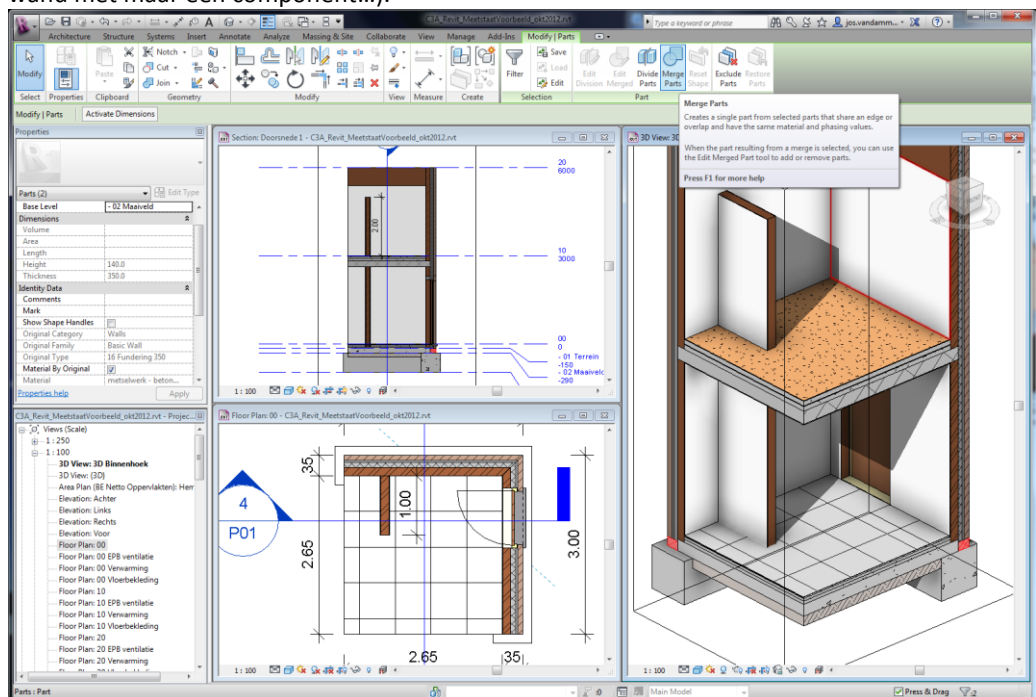 wand met maar één component…).
C3A_Revit_MeetstaatVoorbeeld_okt2012.rvt
Type a keyword or phrase
jos.vandamm...
Architecture Structure Systems Insert Annotate Analyze Massing & Site Collaborate View Manage Add-Ins Modify | Parts
Modify
Paste
Notch
Cut
Join
Filter
Save
Load
Edit
Edit Division
Edit Merged
Divide Parts
Merge Parts
Reset Shape
Exclude Parts
Restore Parts
Select Properties Clipboard Geometry Modify View Measure Create Selection Part
Modify | Parts Activate Dimensions
Merge Parts
Creates a single part from selected parts that share an edge or
overlap and have the same material and phasing values.
When the part resulting from a merge is selected, you can use
the Edit Merged Part tool to add or remove parts.
Press F1 for more help
Properties
Parts (2) Edit Type
Base Level - 02 Maaiveld
Dimensions
Volume
Area
Length
Height 140.0
Thickness 350.0
Identity Data
Comments
Mark
Show Shape Handles
Original Category Walls
Original Family Basic Wall
Original Type 16 Fundering 350
Material By Original
Material metselwerk - beton...
Properties help Apply
C3A_Revit_MeetstaatVoorbeeld_okt2012.rvt - Projec...
Views (Scale)
1 : 250
1 : 100
3D View: 3D Binnenhoek
3D View: {3D}
Area Plan (BE Netto Oppervlakten): Herr
Elevation: Achter
Elevation: Links
Elevation: Rechts
Elevation: Voor
Floor Plan: 00
Floor Plan: 00 EPB ventilatie
Floor Plan: 00 Verwarming
Floor Plan: 00 Vloerbekleding
Floor Plan: 10
Floor Plan: 10 EPB ventilatie
Floor Plan: 10 Verwarming
Floor Plan: 10 Vloerbekleding
Floor Plan: 20
Floor Plan: 20 EPB ventilatie
Floor Plan: 20 Verwarming
Section: Doorsnede 1 - C3A_Revit_MeetstaatVoorbeeld_okt2012.rvt
20
6000
2.00
10
3000
00
0
- 01 Terrein
-150
- 02 Maaiveld
-280
1 : 100
Floor Plan: 00 - C3A_Revit_MeetstaatVoorbeeld_okt2012.rvt
35
4
P01
1.00
2.65
3.00
2.65
35
1 : 100
3D View: 3D
1 : 100
Parts : Part
:0
Main Model
Press & Drag
:2